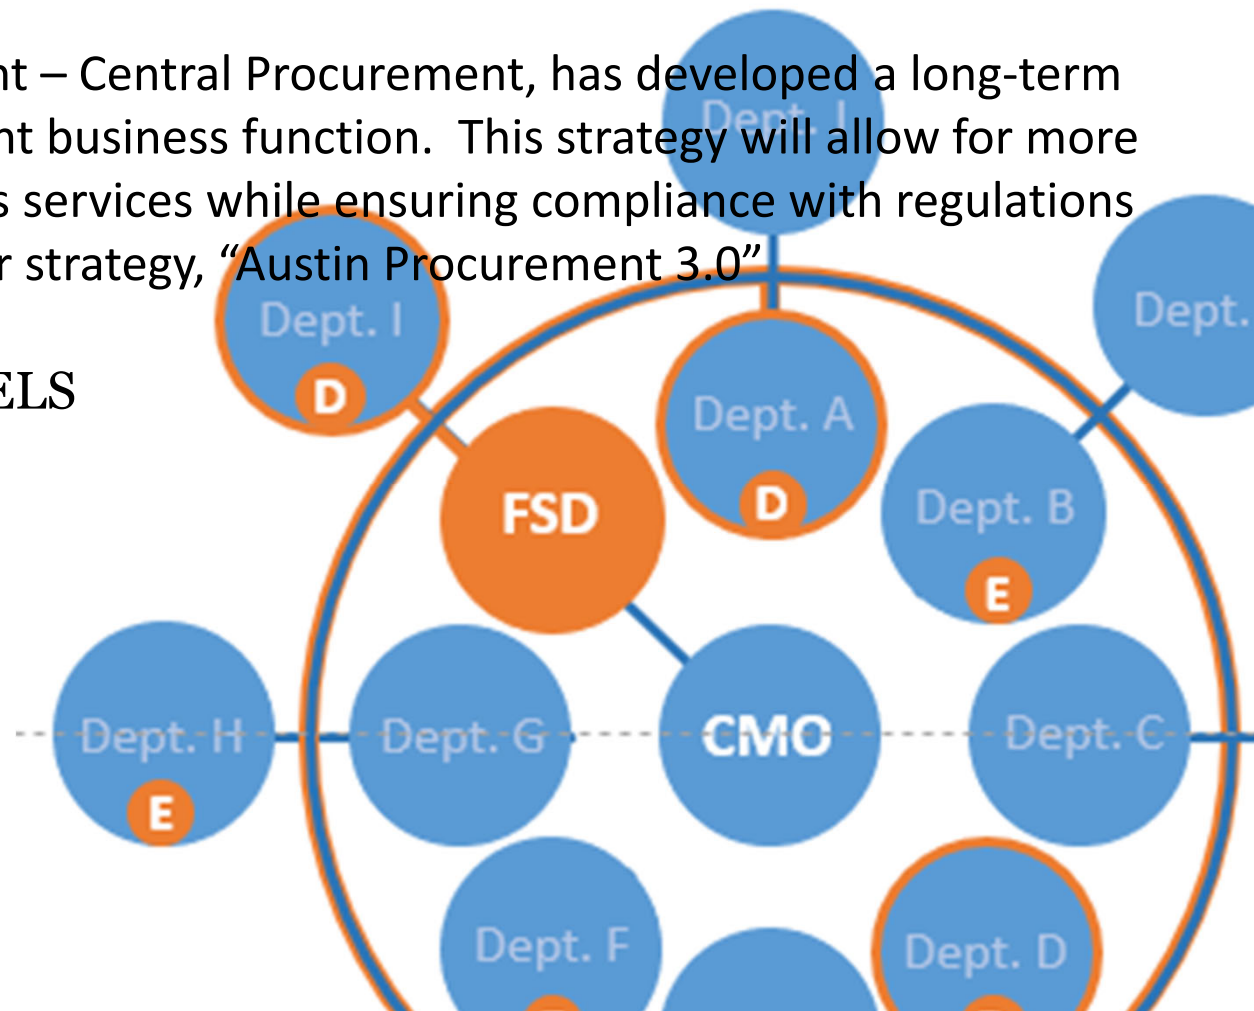 nt – Central Procurement, has developed a long-term
Dept. I
nt business function.  This strategy will allow for more
s services while ensuring compliance with regulations
r strategy, “Austin Procurement 3.0”
Dept. I
Dept.
D
ELS
Dept. A
D
FSD
Dept. B
E
Dept. H
Dept. G
CMO
Dept. C
E
Dept. F
Dept. D